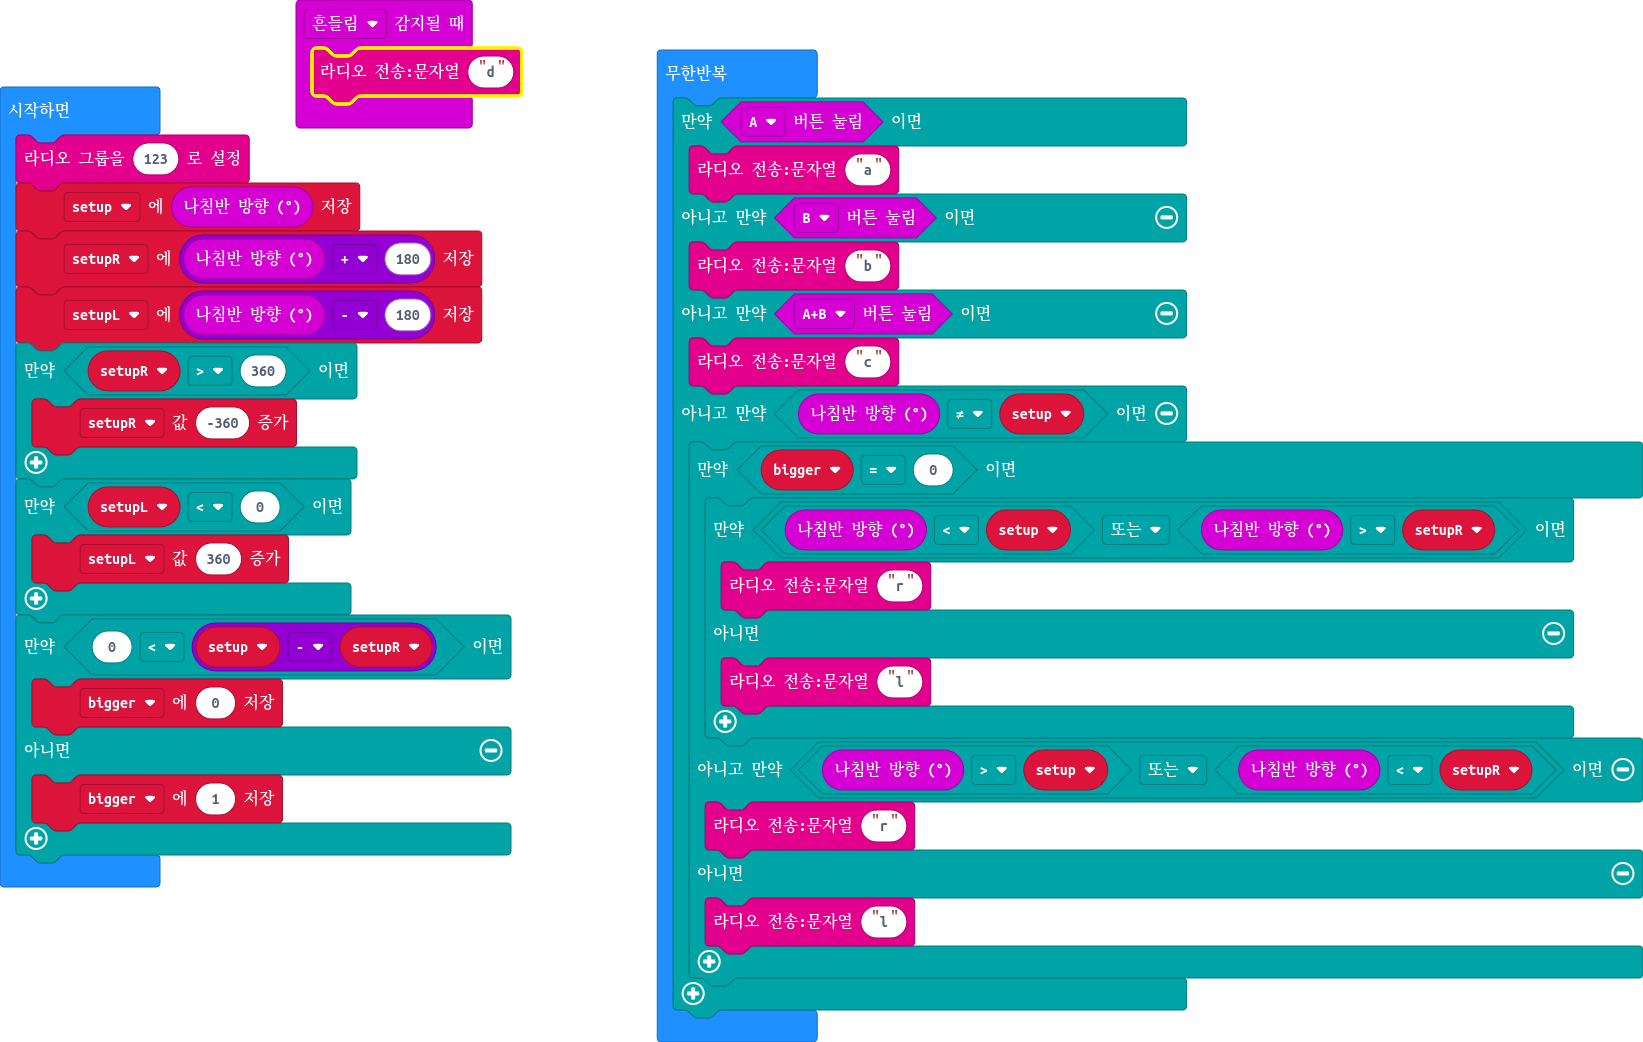 흔들림 감지될 때
라디오 전송:문자열 "d"
시작하면
라디오 그룹을 123 로 설정
setup 에 나침반 방향 (°) 저장
setupR 에 나침반 방향 (°) + 180 저장
setupL 에 나침반 방향 (°) - 180 저장
만약 setupR > 360 이면
setupR 값 -360 증가
만약 setupL < 0 이면
setupL 값 360 증가
만약 0 < setup - setupR 이면
bigger 에 0 저장
아니면
bigger 에 1 저장
무한반복
만약 A 버튼 눌림 이면
라디오 전송:문자열 "a"
아니고 만약 B 버튼 눌림 이면
라디오 전송:문자열 "b"
아니고 만약 A+B 버튼 눌림 이면
라디오 전송:문자열 "c"
아니고 만약 나침반 방향 (°) ≠ setup 이면
만약 bigger = 0 이면
만약 나침반 방향 (°) < setup 또는 나침반 방향 (°) > setupR 이면
라디오 전송:문자열 "r"
아니면
라디오 전송:문자열 "l"
아니고 만약 나침반 방향 (°) > setup 또는 나침반 방향 (°) < setupR 이면
라디오 전송:문자열 "r"
아니면
라디오 전송:문자열 "l"